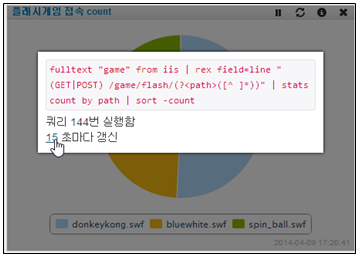 플래시게임 접속 count
fulltext "game" from iis | rex field=line "
(GET|POST) /game/flash/(?<path>([^ ]*))" | stats
count by path | sort -count
쿼리 144번 실행함
15 초마다 갱신
donkeykong.swf bluewhite.swf spin_ball.swf
2014-04-09 17:20:41